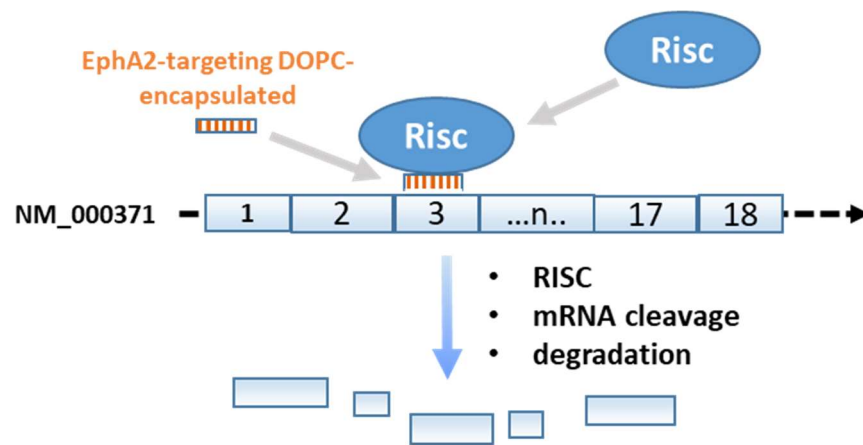 EphA2-targeting DOPC-
encapsulated
Risc
Risc
NM_000371
1 2 3 ...n.. 17 18
• RISC
• mRNA cleavage
• degradation